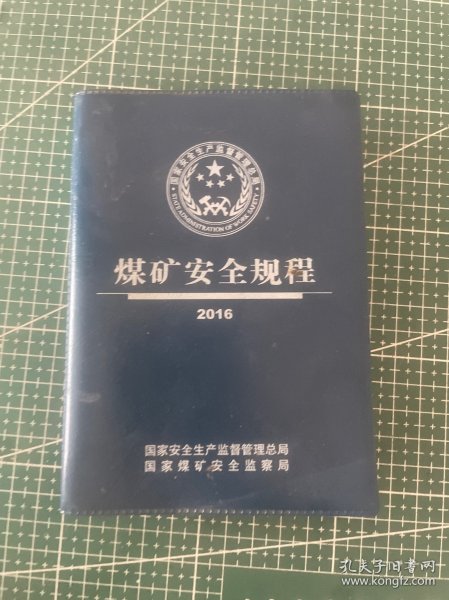 国家安全生产监督管理总局
STATE ADMINISTRATION OF WORK SAFETY
煤矿安全规程
2016
国家安全生产监督管理总局
国家煤矿安全监察局
孔夫子旧书网
www.kongfz.com